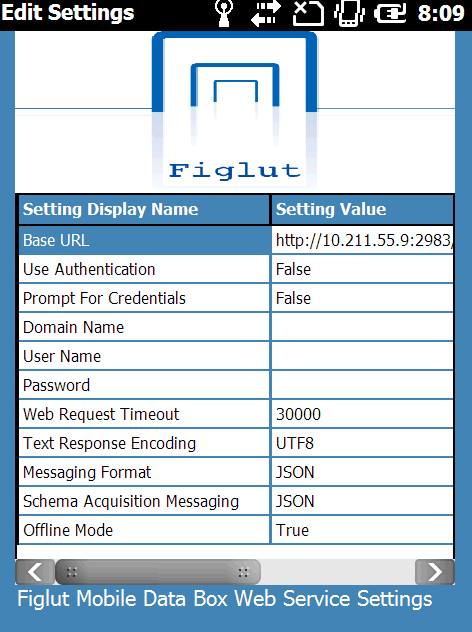 Edit Settings 8:09
Figlut
Setting Display Name Setting Value
Base URL http://10.211.55.9:2983/
Use Authentication False
Prompt For Credentials False
Domain Name
User Name
Password
Web Request Timeout 30000
Text Response Encoding UTF8
Messaging Format JSON
Schema Acquisition Messaging JSON
Offline Mode True
Figlut Mobile Data Box Web Service Settings